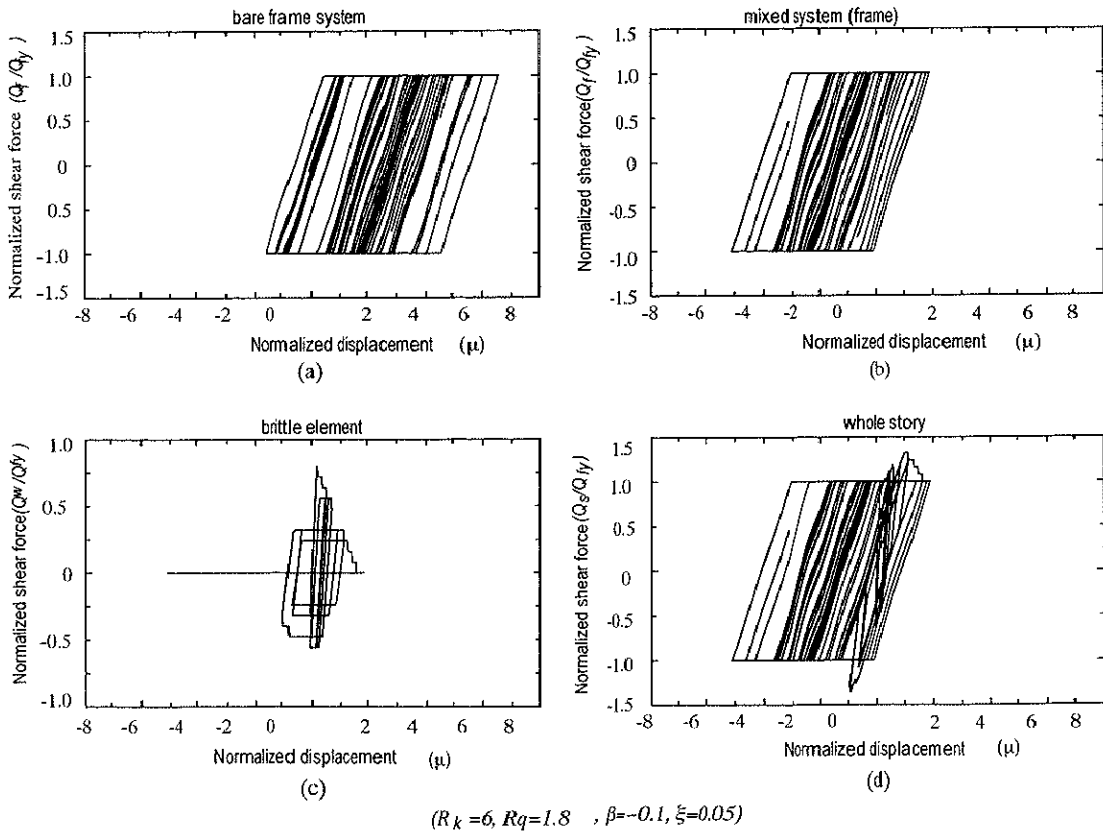 bare frame system
Normalized shear force (Qf/Qfy)
1.5
1.0
0.5
0
-0.5
-1.0
-1.5
-8 -6 -4 -2 0 2 4 6 8
Normalized displacement (μ)
(a)
mixed system (frame)
Normalized shear force(Qf/Qfy)
1.5
1.0
0.5
0
-0.5
-1.0
-1.5
-8 -6 -4 -2 0 2 4 6 8
Normalized displacement (μ)
(b)
brittle element
Normalized shear force(Qw/Qfy)
1.0
0.5
0
-0.5
-1.0
-8 -6 -4 -2 0 2 4 6 8
Normalized displacement (μ)
(c)
whole story
Normalized shear force(Qs/Qfy)
1.5
1.0
0.5
0
-0.5
-1.0
-1.5
-8 -6 -4 -2 0 2 4 6 8
Normalized displacement (μ)
(d)
(Rk =6, Rq=1.8 , β=-0.1, ξ=0.05)